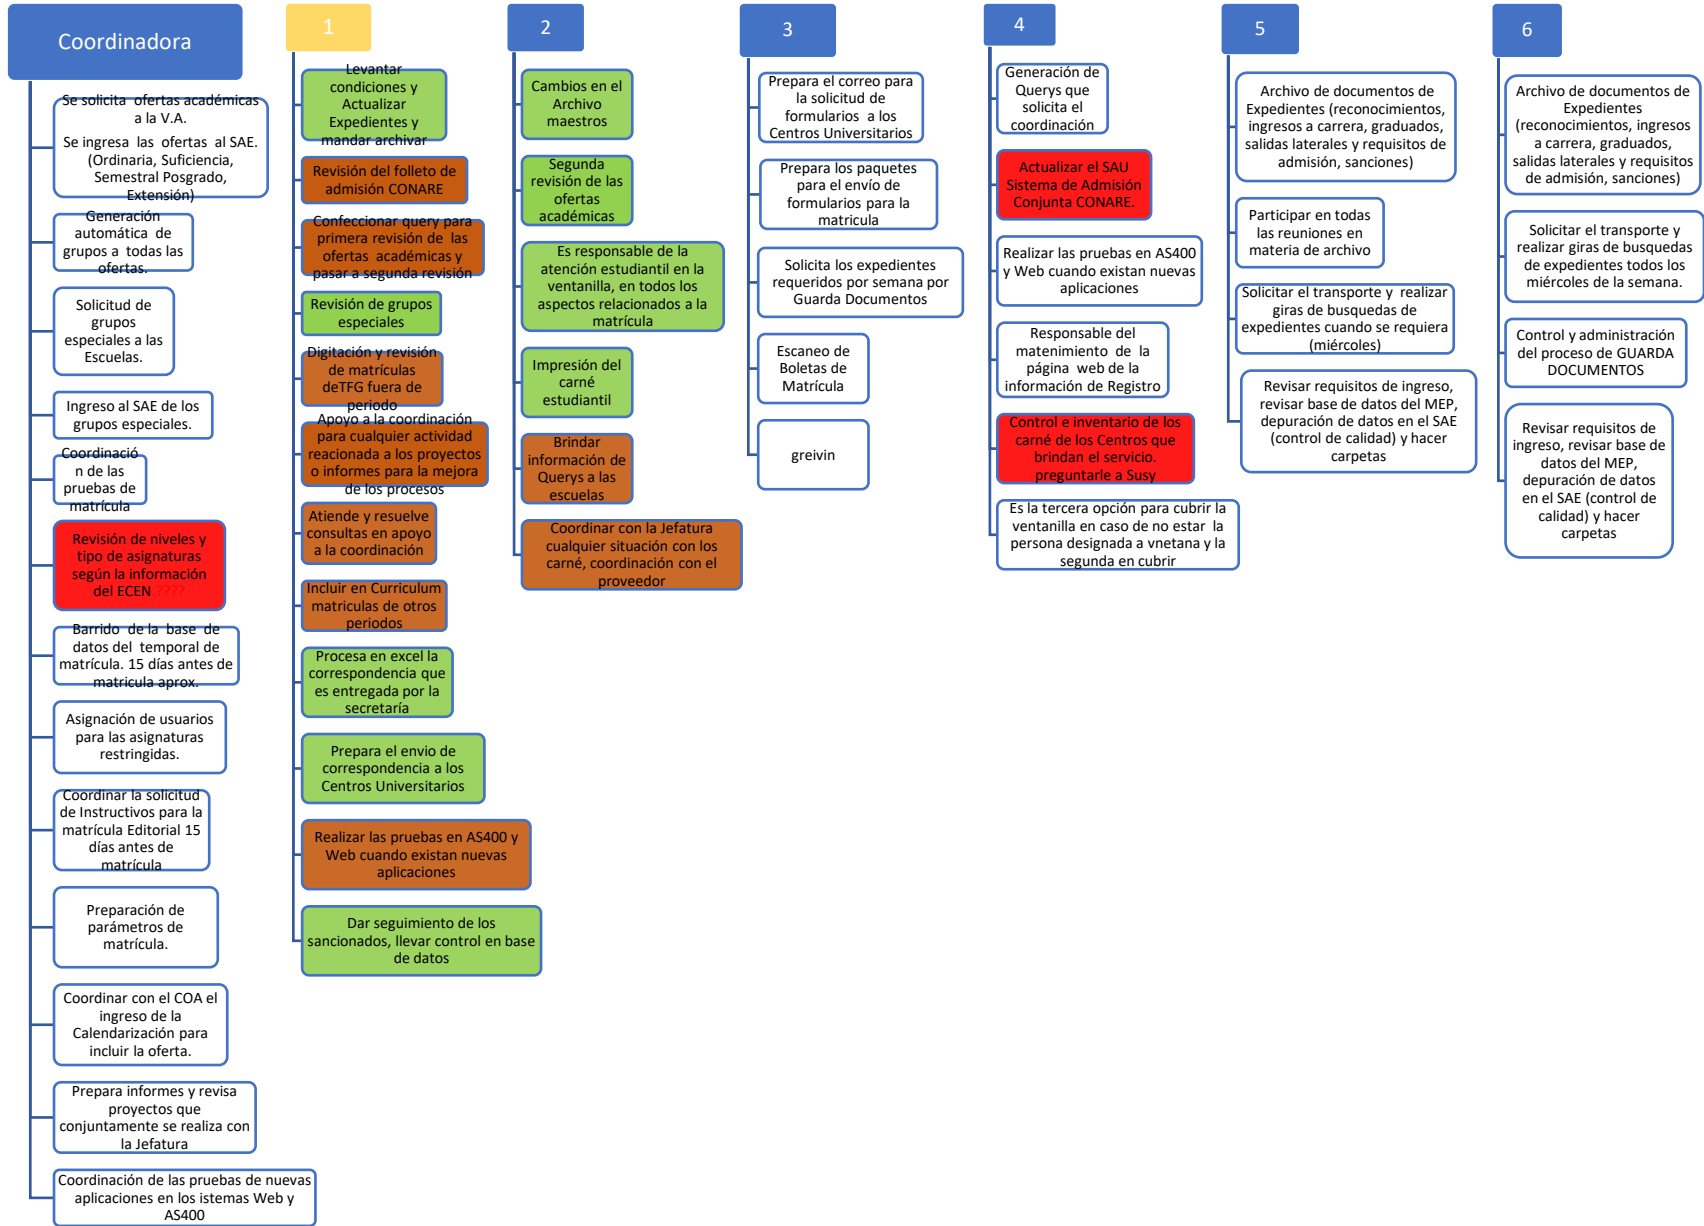 Coordinadora
Se solicita ofertas académicas
a la V.A.
Se ingresa las ofertas al SAE.
(Ordinaria, Suficiencia,
Semestral Posgrado,
Extensión)
Generación
automática de
grupos a todas las
ofertas.
Solicitud de
grupos
especiales a las
Escuelas.
Ingreso al SAE de los
grupos especiales.
Coordinació
n de las
pruebas de
matrícula
Revisión de niveles y
tipo de asignaturas
según la información
del ECEN.????
Barrido de la base de
datos del temporal de
matrícula. 15 días antes de
matricula aprox.
Asignación de usuarios
para las asignaturas
restringidas.
Coordinar la solicitud
de Instructivos para la
matrícula Editorial 15
días antes de
matrícula
Preparación de
parámetros de
matrícula.
Coordinar con el COA el
ingreso de la
Calendarización para
incluir la oferta.
Prepara informes y revisa
proyectos que
conjuntamente se realiza con
la Jefatura
Coordinación de las pruebas de nuevas
aplicaciones en los istemas Web y
AS400
1
Levantar
condiciones y
Actualizar
Expedientes y
mandar archivar
Revisión del folleto de
admisión CONARE
Confeccionar query para
primera revisión de las
ofertas académicas y
pasar a segunda revisión
Revisión de grupos
especiales
Digitación y revisión
de matrículas
deTFG fuera de
periodo
Apoyo a la coordinación
para cualquier actividad
reacionada a los proyectos
o informes para la mejora
de los procesos
Atiende y resuelve
consultas en apoyo
a la coordinación
Incluir en Curriculum
matriculas de otros
periodos
Procesa en excel la
correspondencia que
es entregada por la
secretaría
Prepara el envio de
correspondencia a los
Centros Universitarios
Realizar las pruebas en AS400 y
Web cuando existan nuevas
aplicaciones
Dar seguimiento de los
sancionados, llevar control en base
de datos
2
Cambios en el
Archivo
maestros
Segunda
revisión de las
ofertas
académicas
Es responsable de la
atención estudiantil en la
ventanilla, en todos los
aspectos relacionados a la
matrícula
Impresión del
carné
estudiantil
Brindar
información de
Querys a las
escuelas
Coordinar con la Jefatura
cualquier situación con los
carné, coordinación con el
proveedor
3
Prepara el correo para
la solicitud de
formularios a los
Centros Universitarios
Prepara los paquetes
para el envío de
formularios para la
matricula
Solicita los expedientes
requeridos por semana por
Guarda Documentos
Escaneo de
Boletas de
Matrícula
greivin
4
Generación de
Querys que
solicita el
coordinación
Actualizar el SAU
Sistema de Admisión
Conjunta CONARE.
Realizar las pruebas en AS400
y Web cuando existan nuevas
aplicaciones
Responsable del
matenimiento de la
página web de la
información de Registro
Control e inventario de los
carné de los Centros que
brindan el servicio.
preguntarle a Susy
Es la tercera opción para cubrir la
ventanilla en caso de no estar la
persona designada a vnetana y la
segunda en cubrir
5
Archivo de documentos de
Expedientes (reconocimientos,
ingresos a carrera, graduados,
salidas laterales y requisitos de
admisión, sanciones)
Participar en todas
las reuniones en
materia de archivo
Solicitar el transporte y realizar
giras de busquedas de
expedientes cuando se requiera
(miércoles)
Revisar requisitos de ingreso,
revisar base de datos del MEP,
depuración de datos en el SAE
(control de calidad) y hacer
carpetas
6
Archivo de documentos de
Expedientes
(reconocimientos, ingresos
a carrera, graduados,
salidas laterales y requisitos
de admisión, sanciones)
Solicitar el transporte y
realizar giras de busquedas
de expedientes todos los
miércoles de la semana.
Control y administración
del proceso de GUARDA
DOCUMENTOS
Revisar requisitos de
ingreso, revisar base de
datos del MEP,
depuración de datos
en el SAE (control de
calidad) y hacer
carpetas